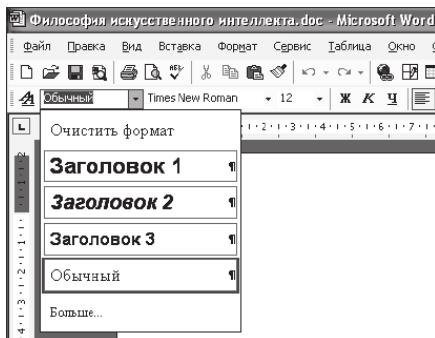 Философия искусственного интеллекта.doc - Microsoft Word
Файл Правка Вид Вставка Формат Сервис Таблица Окно
Обычный Times New Roman 12 Ж К Ч
Очистить формат
Заголовок 1 ¶
Заголовок 2 ¶
Заголовок 3 ¶
Обычный ¶
Больше...